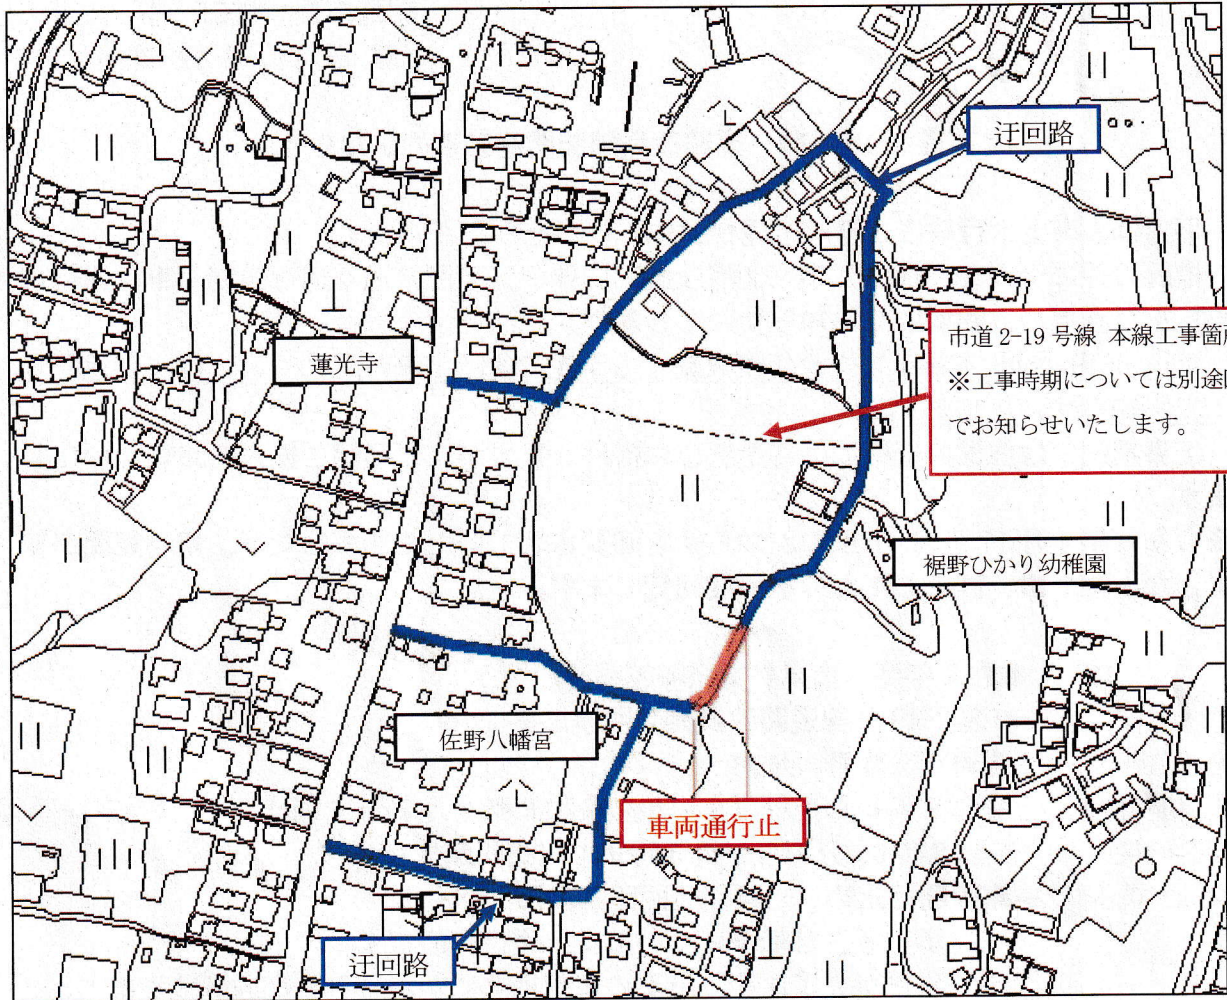 153.8
迂回路
市道 2-19 号線 本線工事箇
※工事時期については別途
でお知らせいたします。
蓮光寺
裾野ひかり幼稚園
佐野八幡宮
車両通行止
迂回路